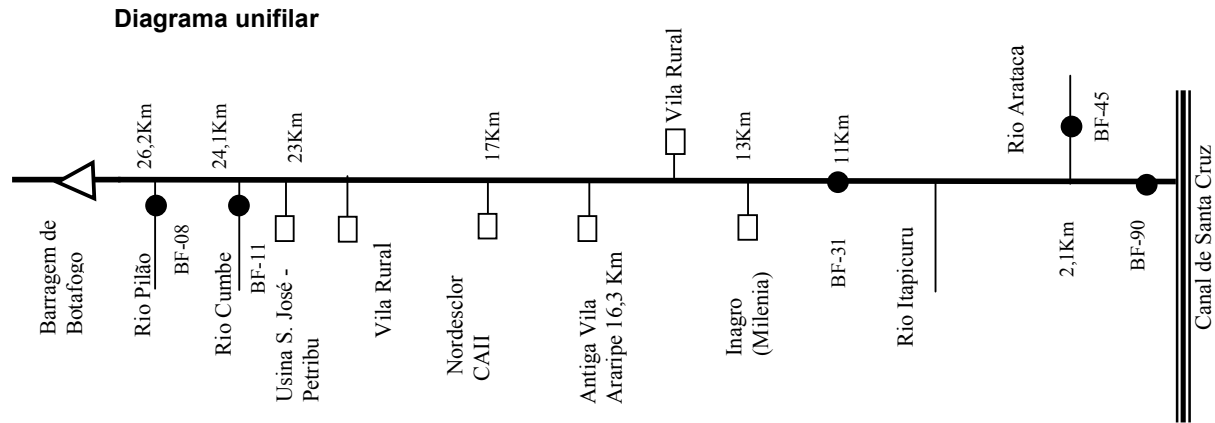 Diagrama unifilar
Barragem de
Botafogo
26,2Km
Rio Pilão
BF-08
24,1Km
Rio Cumbe
BF-11
23Km
Usina S. José -
Petribu
Vila Rural
17Km
Nordesclor
CAII
Antiga Vila
Araripe 16,3 Km
Vila Rural
13Km
Inagro
(Milenia)
11Km
BF-31
Rio Itapicuru
Rio Arataca
BF-45
2,1Km
BF-90
Canal de Santa Cruz